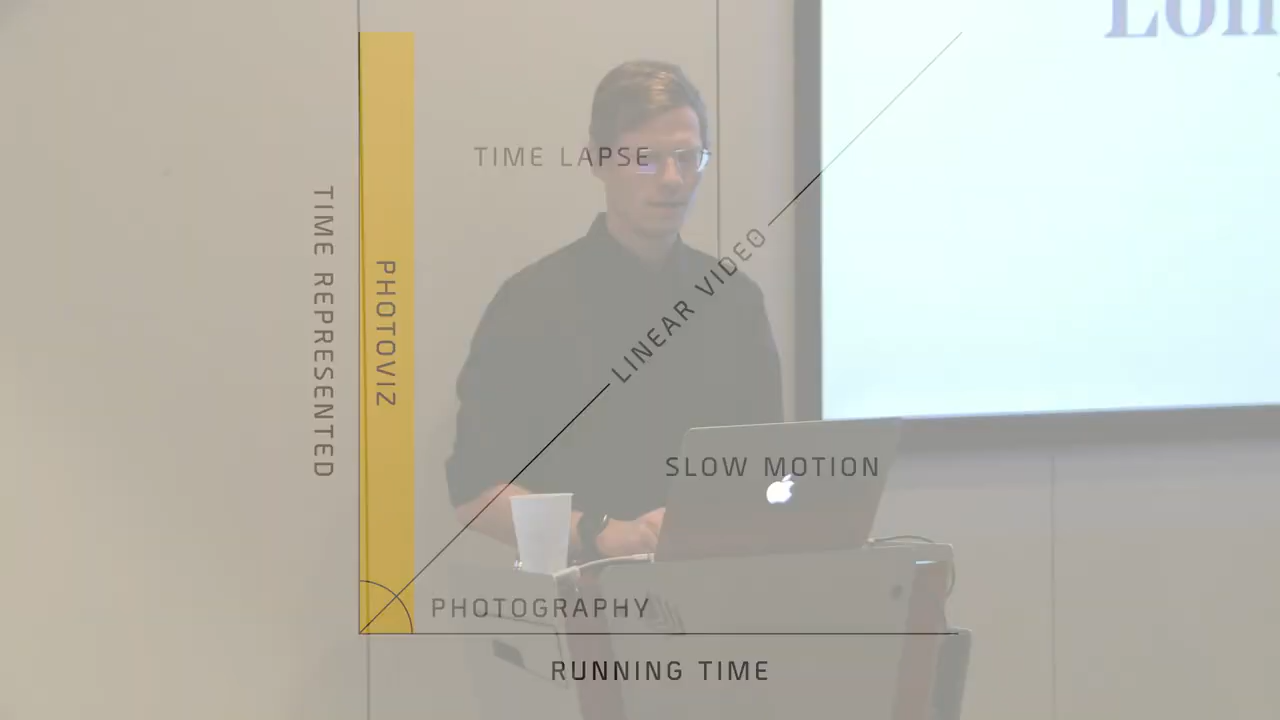 TIME LAPSE
TIME REPRESENTED
PHOTOVIZ
LINEAR VIDEO
SLOW MOTION
PHOTOGRAPHY
RUNNING TIME